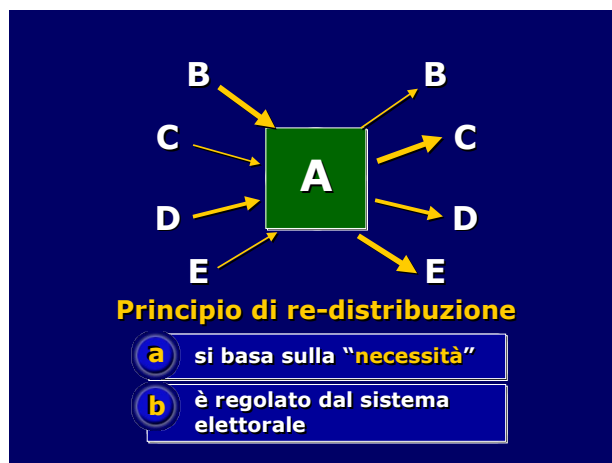 B
B
C
C
A
D
D
E
E
Principio di re-distribuzione
a si basa sulla “necessità”
b è regolato dal sistema
elettorale